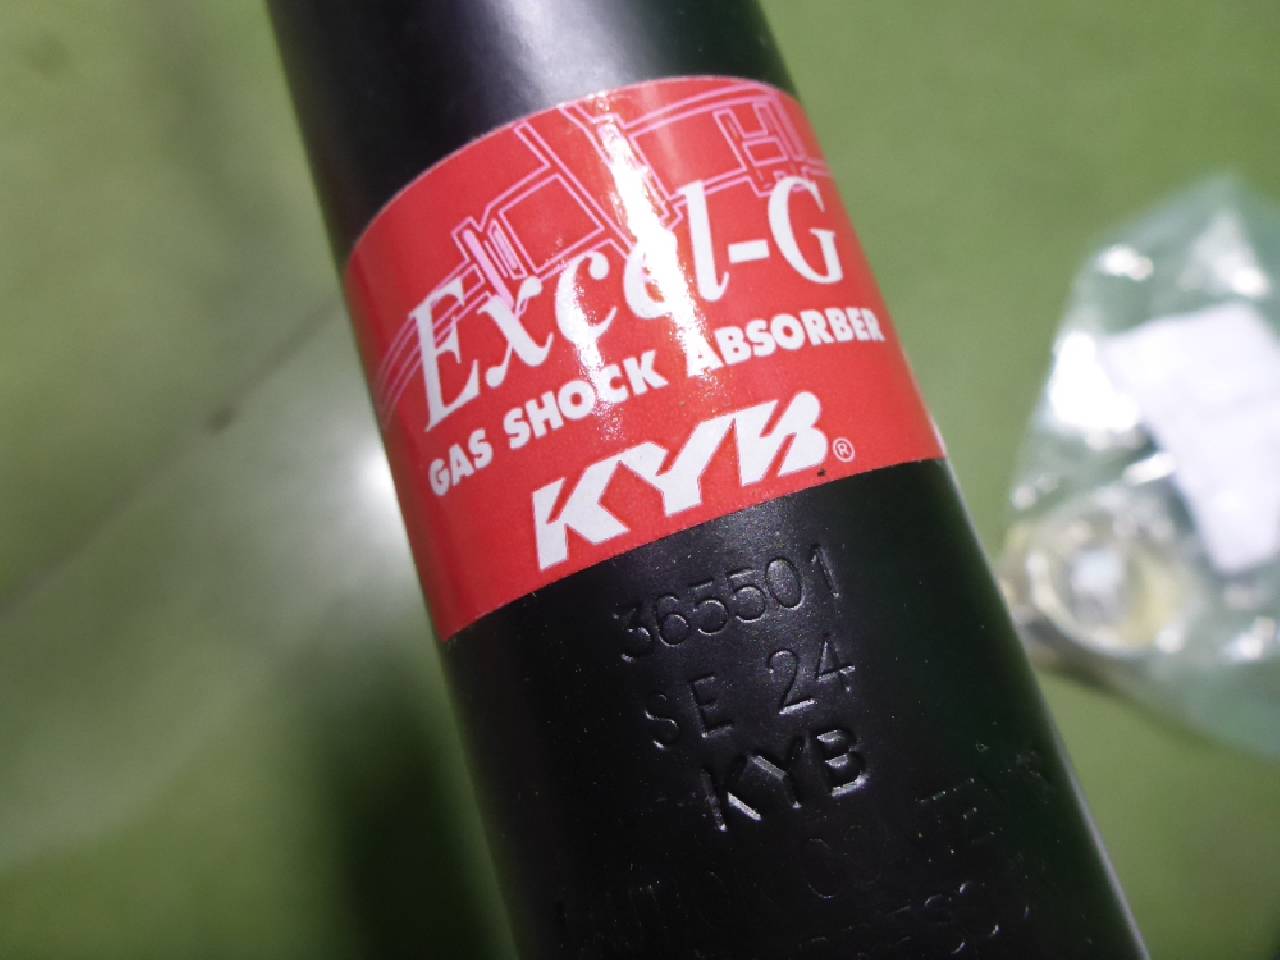 Excel-G
GAS SHOCK ABSORBER
KYB®
365501
SE 24
KYB